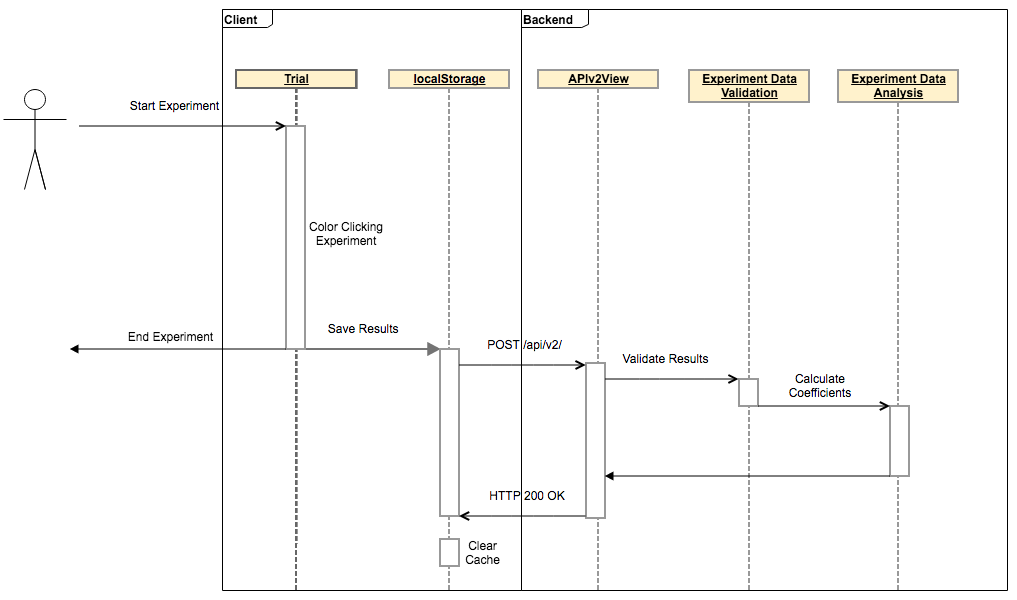 Client
Backend
Trial
localStorage
APIv2View
Experiment Data
Validation
Experiment Data
Analysis
Start Experiment
Color Clicking
Experiment
End Experiment
Save Results
POST /api/v2/
Validate Results
Calculate
Coefficients
HTTP 200 OK
Clear
Cache